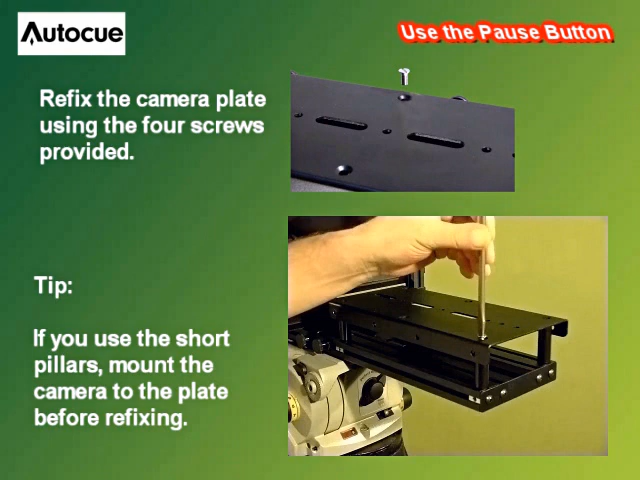 Autocue
Use the Pause Button
Refix the camera plate
using the four screws
provided.
Tip:
If you use the short
pillars, mount the
camera to the plate
before refixing.